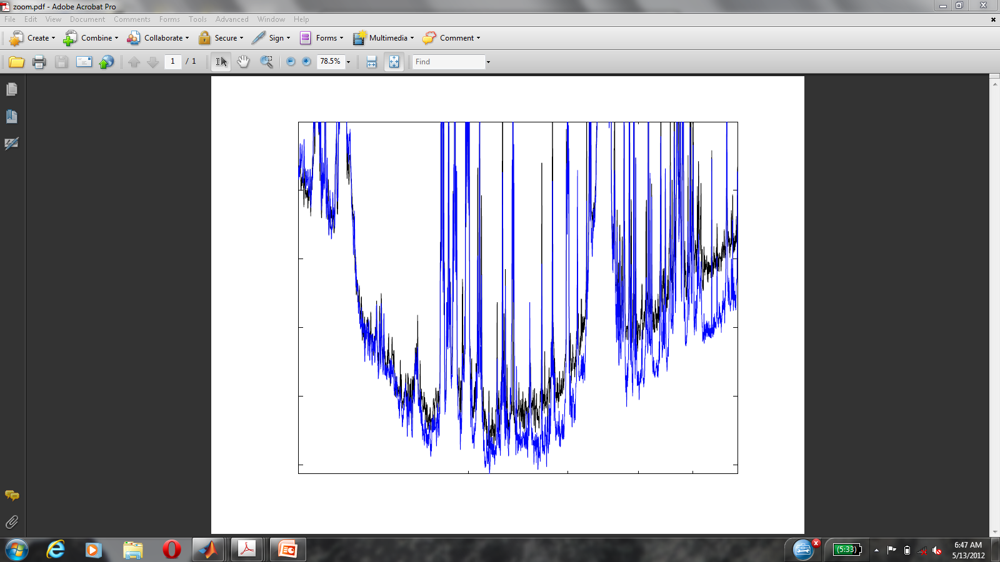 zoom.pdf - Adobe Acrobat Pro
File Edit View Document Comments Forms Tools Advanced Window Help
Create Combine Collaborate Secure Sign Forms Multimedia Comment
1 / 1 78.5% Find
(5:33) 6:47 AM
5/13/2012